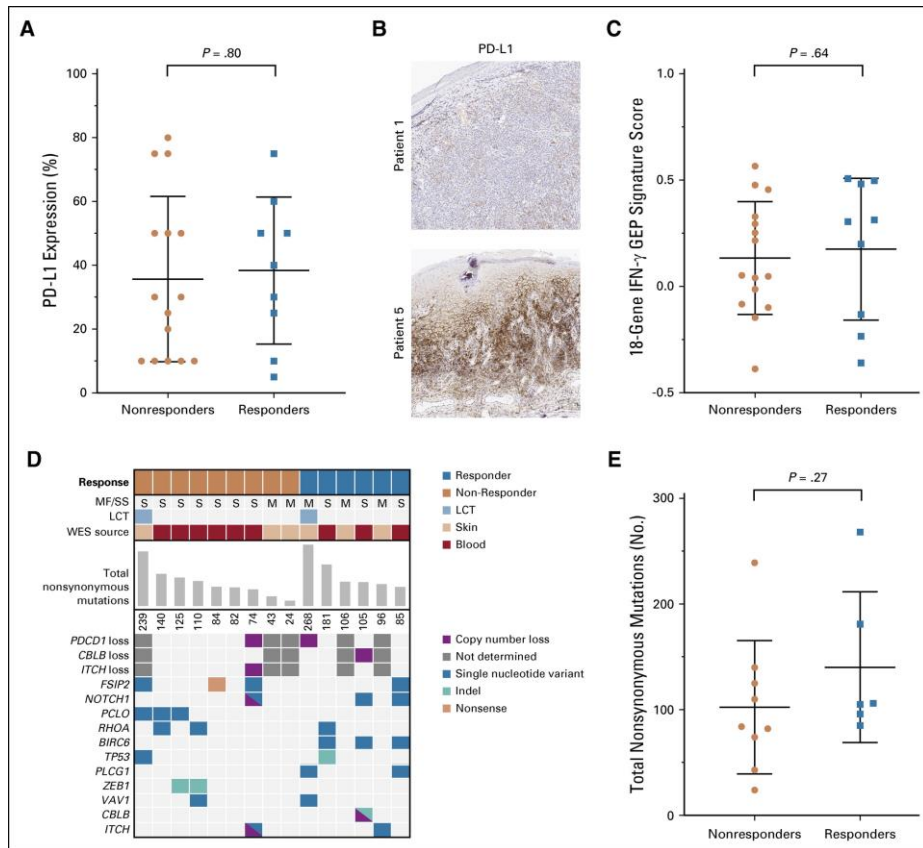 A
P = .80
PD-L1 Expression (%)
100
80
60
40
20
0
Nonresponders
Responders
B
PD-L1
Patient 1
Patient 5
C
P = .64
18-Gene IFN-γ GEP Signature Score
1.0
0.5
0.0
-0.5
Nonresponders
Responders
D
Response
MF/SS S S S S S S S M M M S M S M S
LCT
WES source
Total
nonsynonymous
mutations
239 140 125 110 84 82 74 43 24 268 181 106 105 96 85
PDCD1 loss
CBLB loss
ITCH loss
FSIP2
NOTCH1
PCLO
RHOA
BIRC6
TP53
PLCG1
ZEB1
VAV1
CBLB
ITCH
Responder
Non-Responder
LCT
Skin
Blood
Copy number loss
Not determined
Single nucleotide variant
Indel
Nonsense
E
P = .27
Total Nonsynonymous Mutations (No.)
300
200
100
0
Nonresponders
Responders